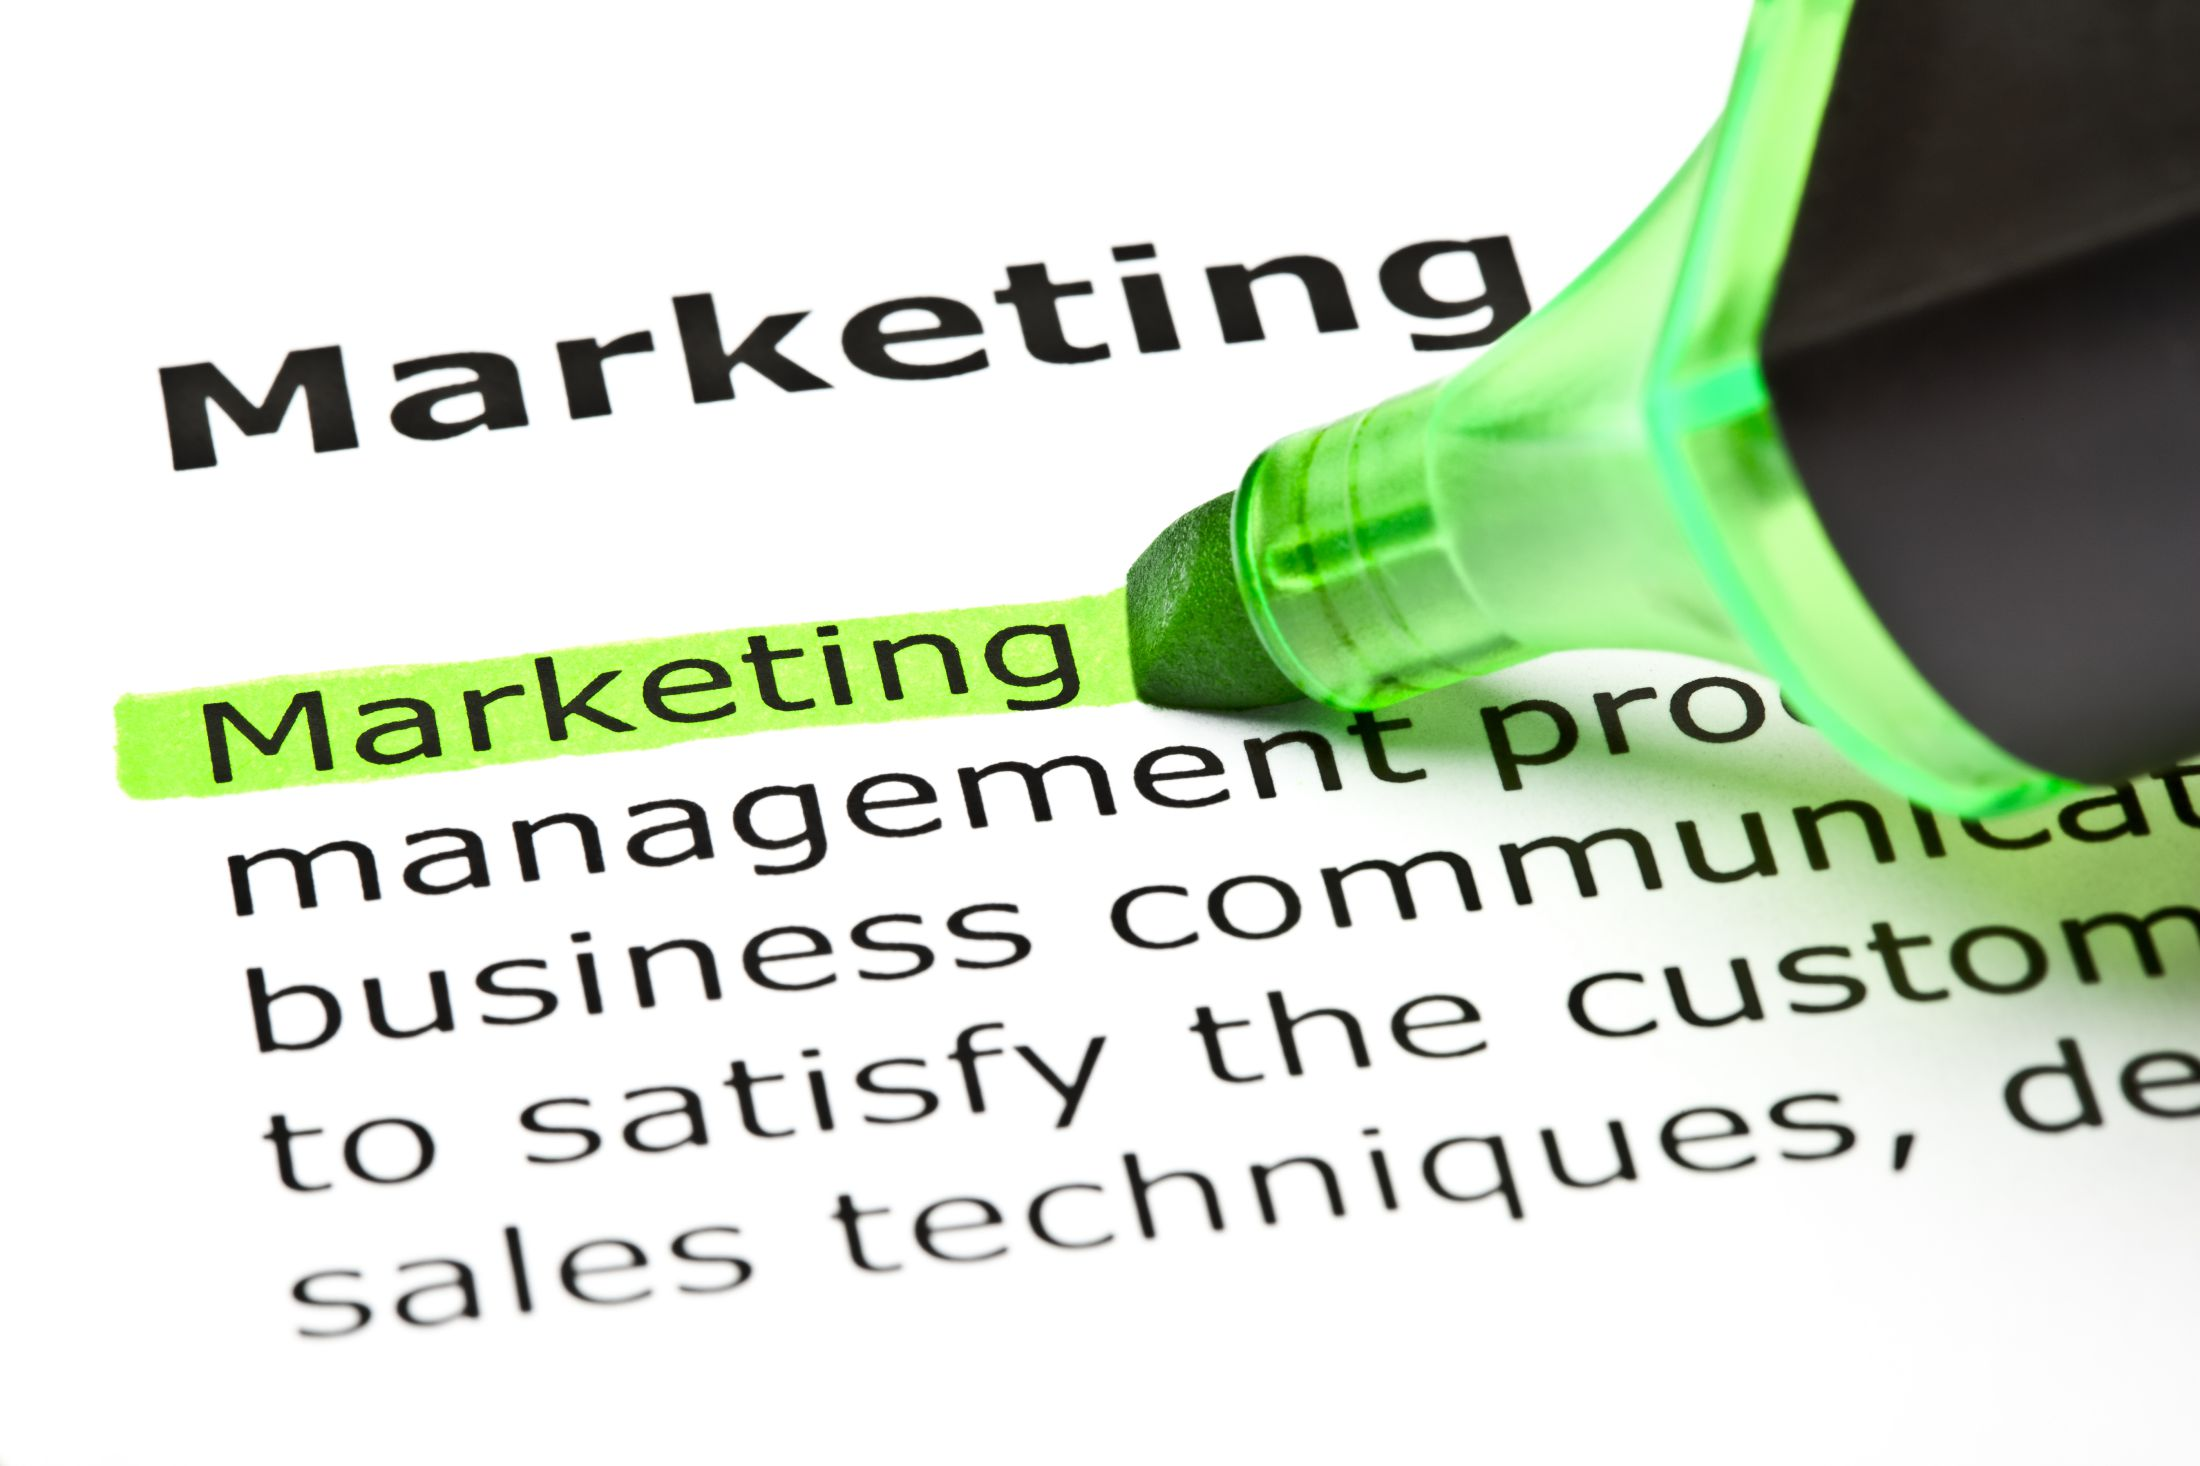 Marketing
Marketing
management
business
to satisfy the
sales techniques,